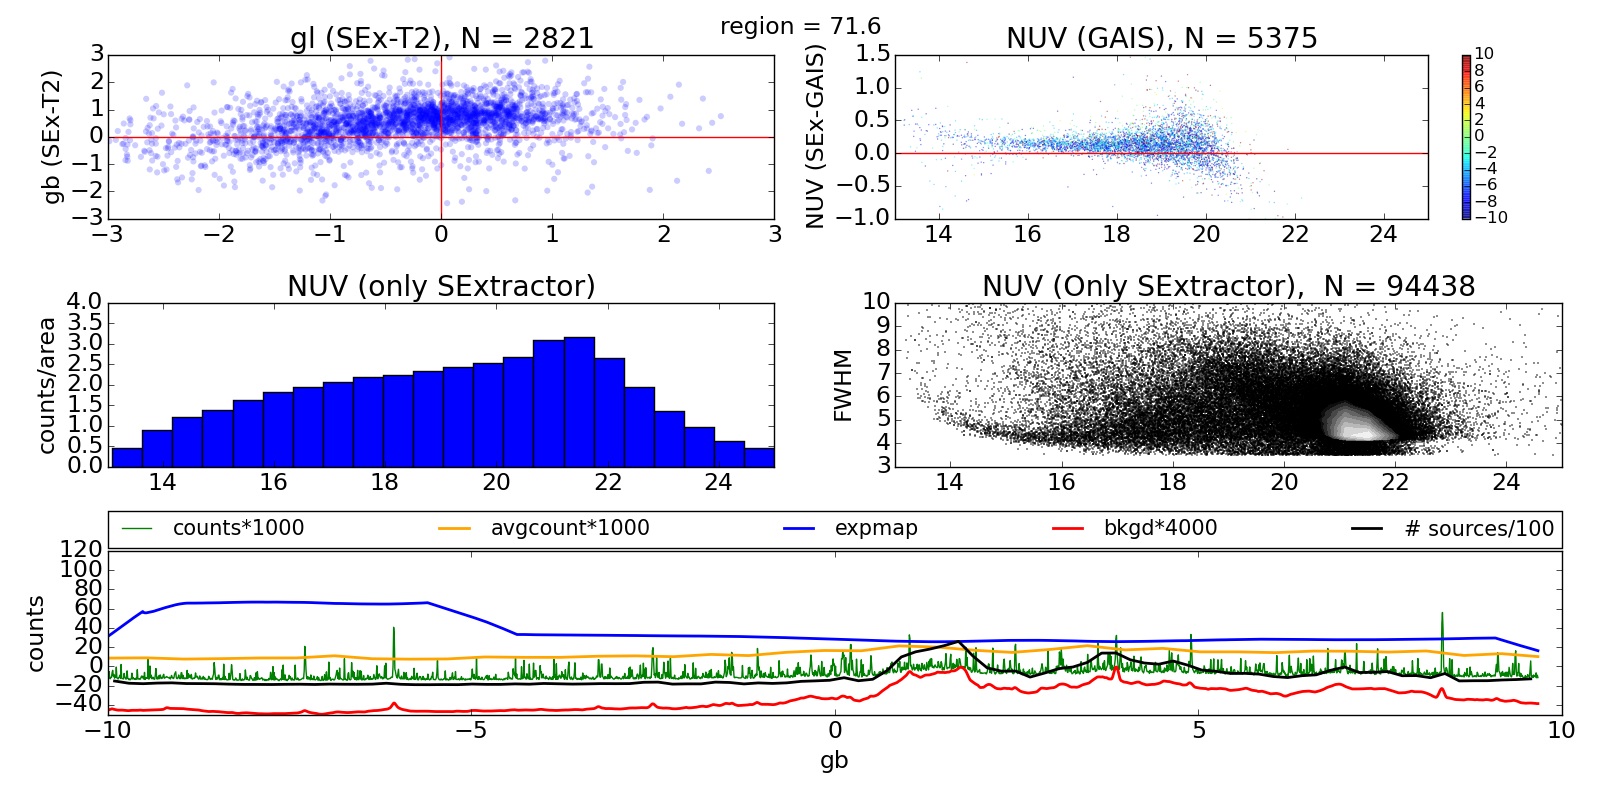 region = 71.6
gl (SEx-T2), N = 2821
gb (SEx-T2)
3
2
1
0
−1
−2
−3
−3 −2 −1 0 1 2 3
NUV (GAIS), N = 5375
NUV (SEx-GAIS)
1.5
1.0
0.5
0.0
−0.5
−1.0
14 16 18 20 22 24
10
8
6
4
2
0
−2
−4
−6
−8
−10
NUV (only SExtractor)
counts/area
4.0
3.5
3.0
2.5
2.0
1.5
1.0
0.5
0.0
14 16 18 20 22 24
NUV (Only SExtractor), N = 94438
FWHM
10
9
8
7
6
5
4
3
14 16 18 20 22 24
counts*1000 avgcount*1000 expmap bkgd*4000 # sources/100
counts
120
100
80
60
40
20
0
−20
−40
−10 −5 0 5 10
gb